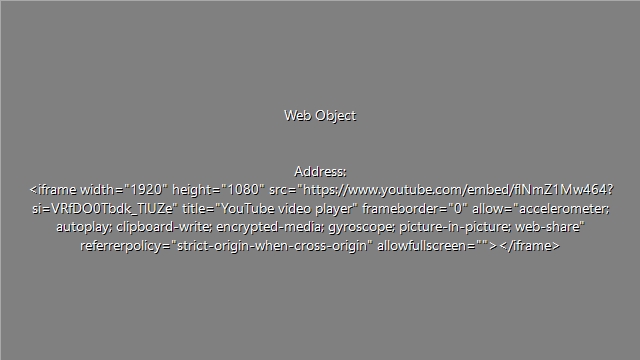 Web Object
Address:
<iframe width="1920" height="1080" src="https://www.youtube.com/embed/flNmZ1Mw464?
si=VRfDO0Tbdk_TlUZe" title="YouTube video player" frameborder="0" allow="accelerometer;
autoplay; clipboard-write; encrypted-media; gyroscope; picture-in-picture; web-share"
referrerpolicy="strict-origin-when-cross-origin" allowfullscreen=""></iframe>